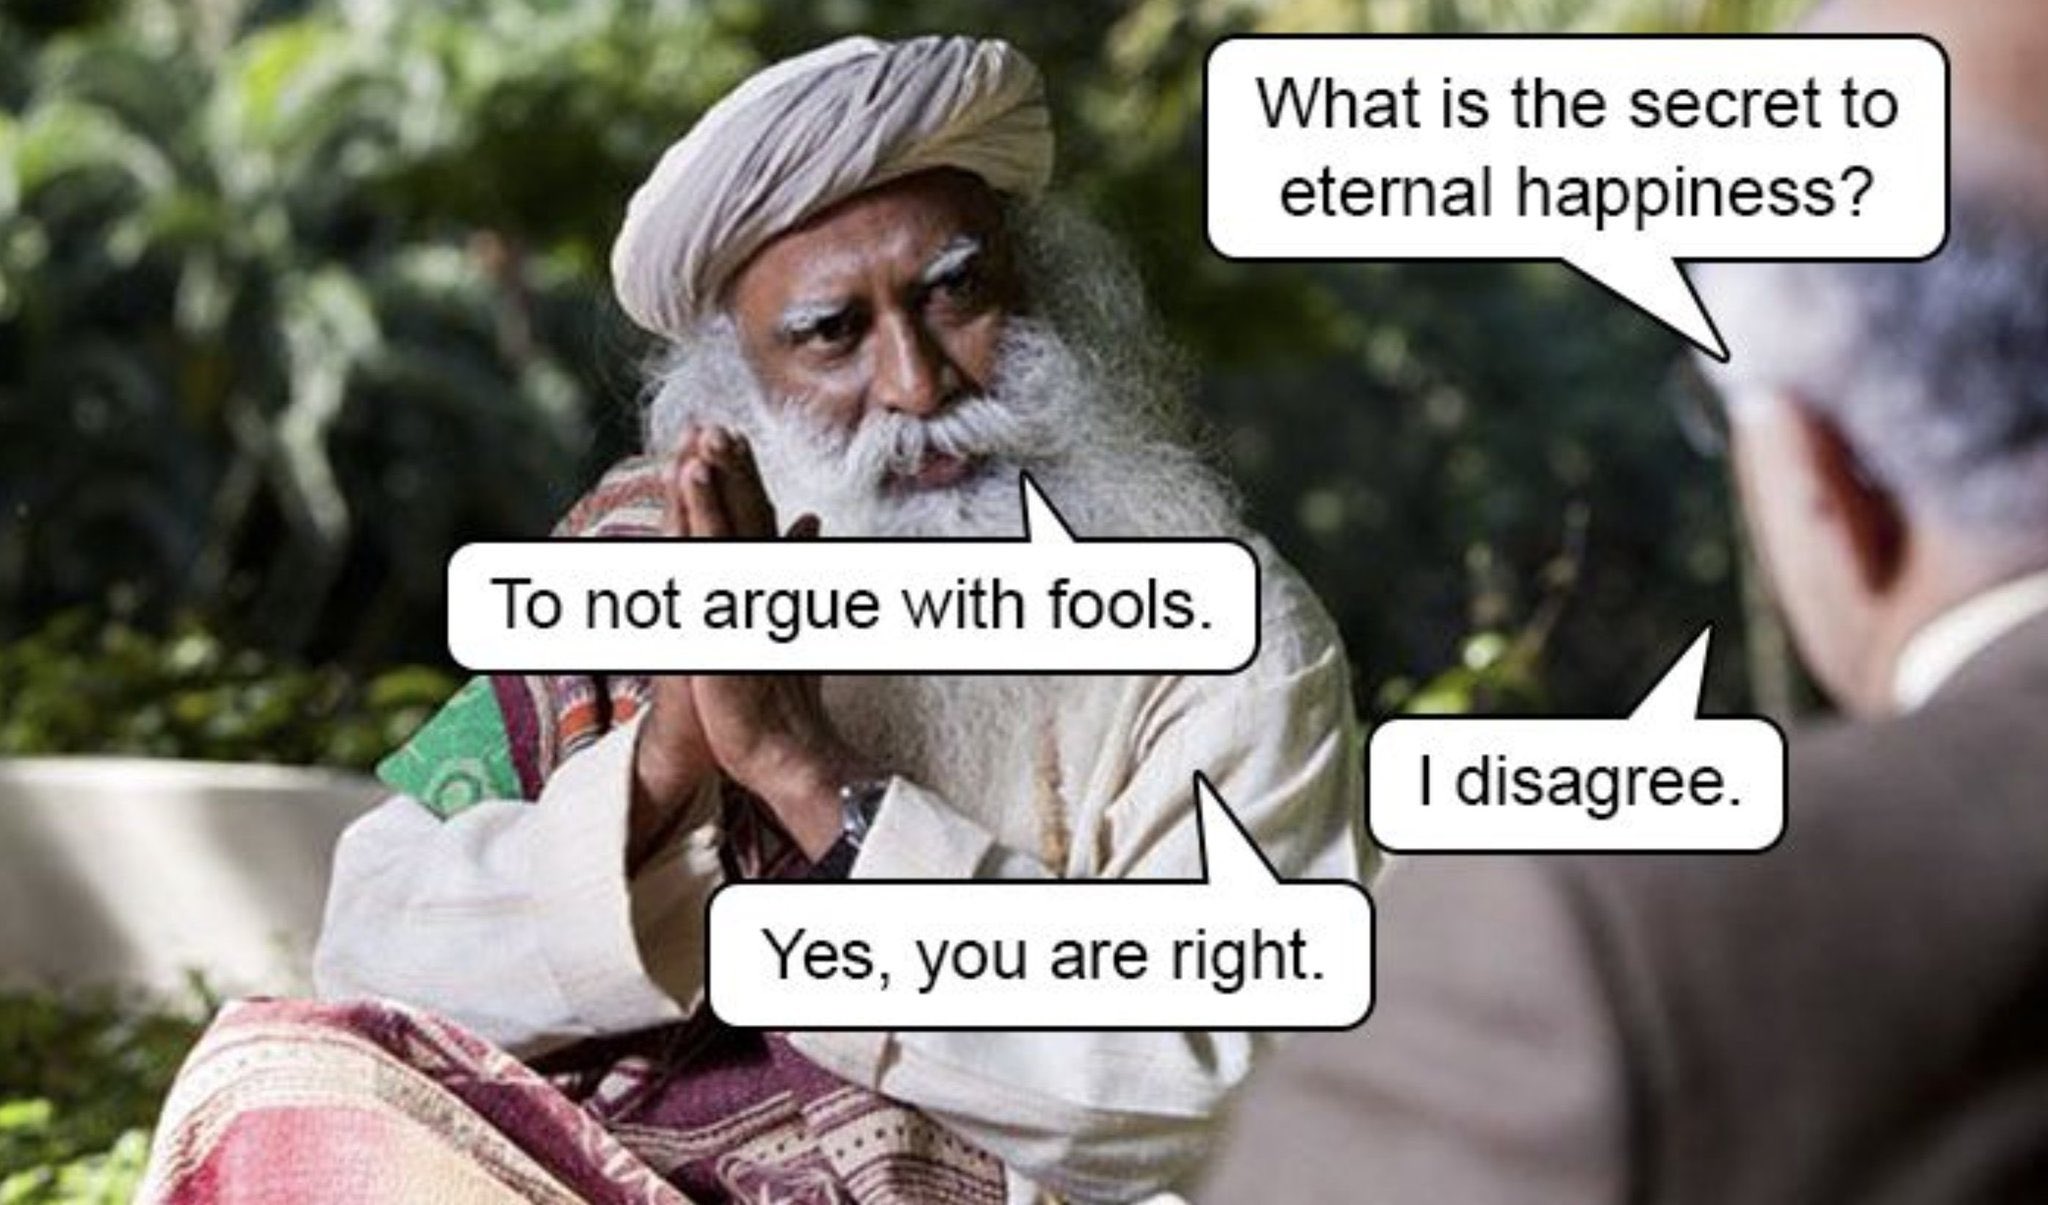 What is the secret to
eternal happiness?
To not argue with fools.
I disagree.
Yes, you are right.